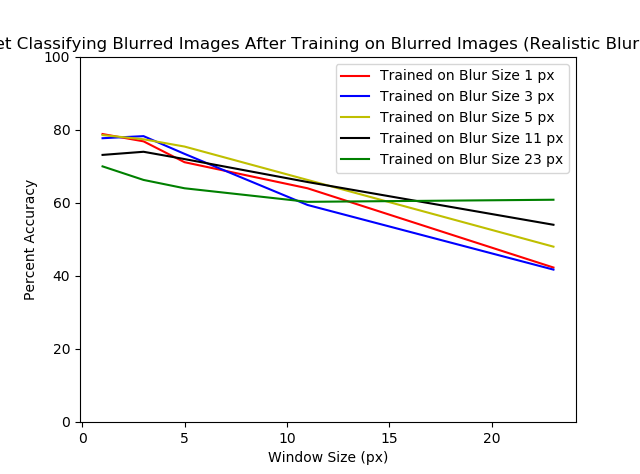 et Classifying Blurred Images After Training on Blurred Images (Realistic Blur
100
80
60
40
20
0
Percent Accuracy
Trained on Blur Size 1 px
Trained on Blur Size 3 px
Trained on Blur Size 5 px
Trained on Blur Size 11 px
Trained on Blur Size 23 px
0 5 10 15 20
Window Size (px)